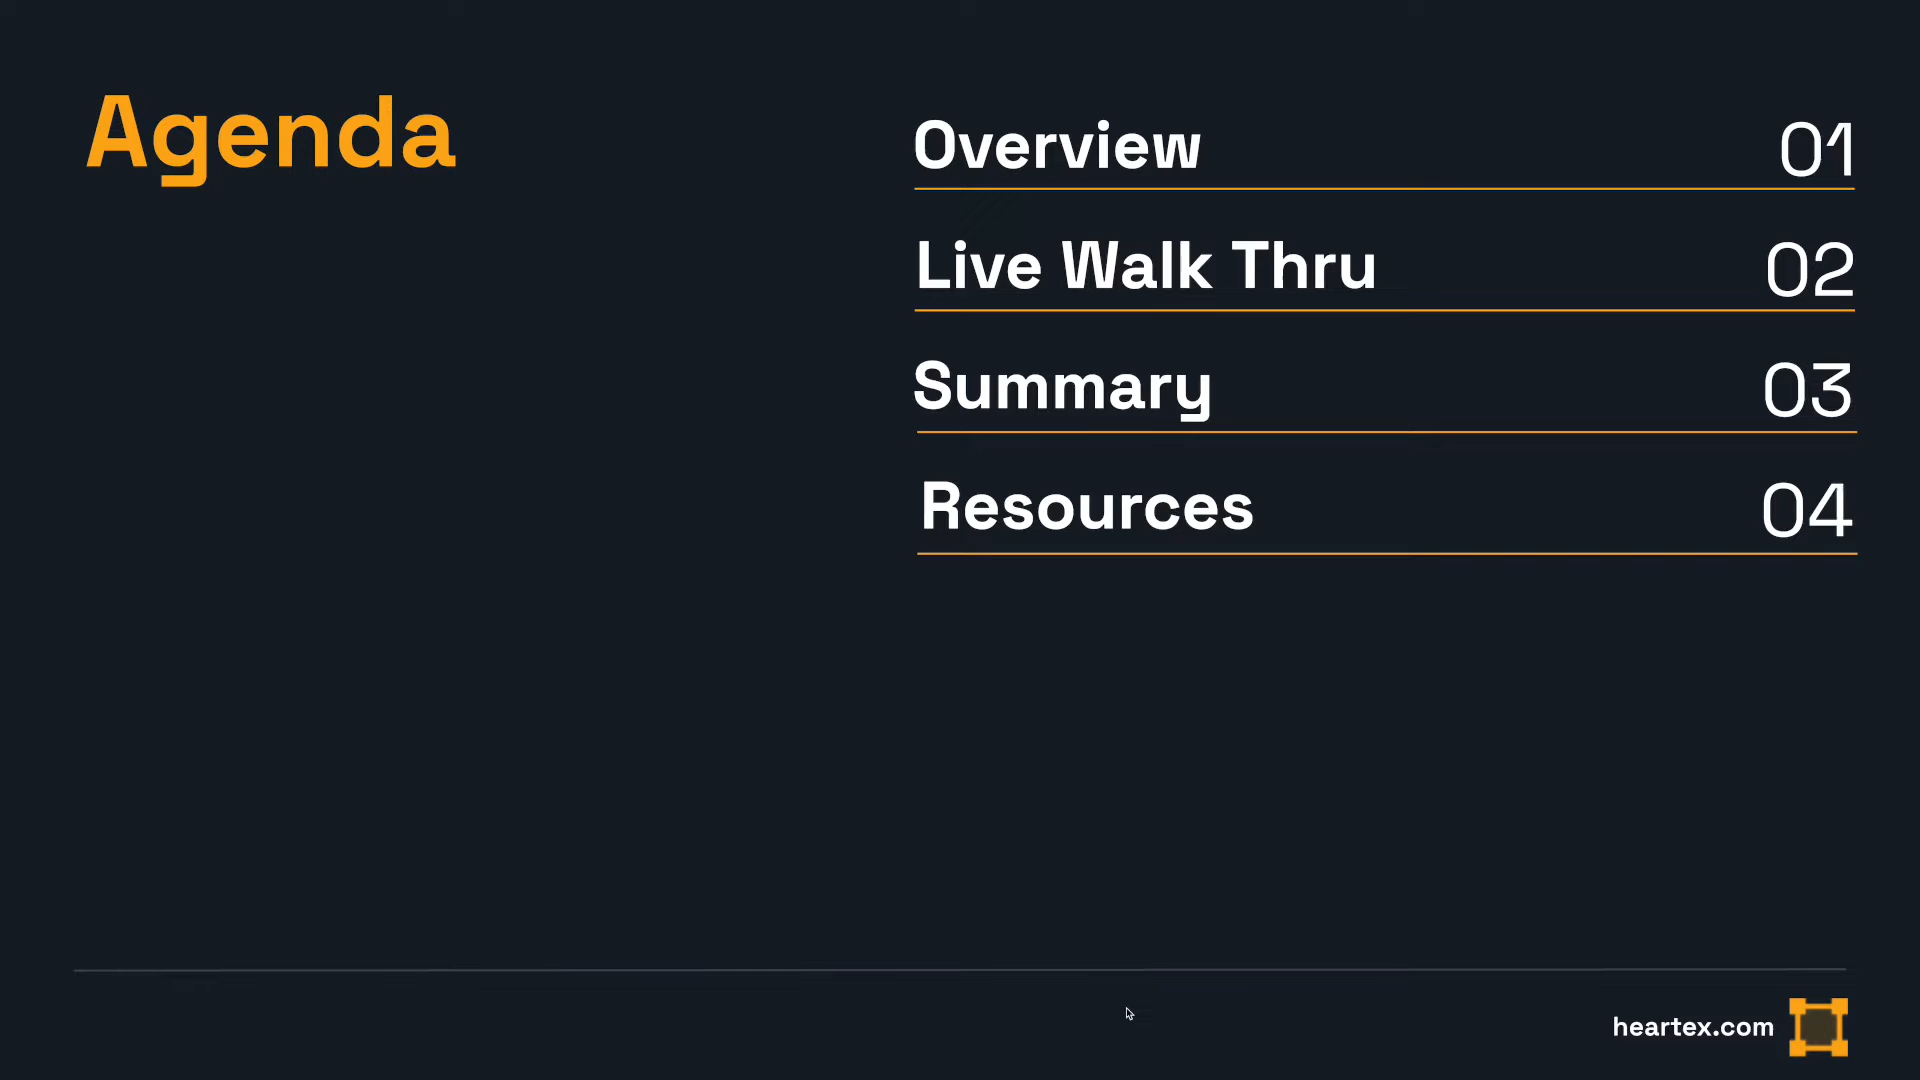 Agenda
Overview 01
Live Walk Thru 02
Summary 03
Resources 04
heartex.com